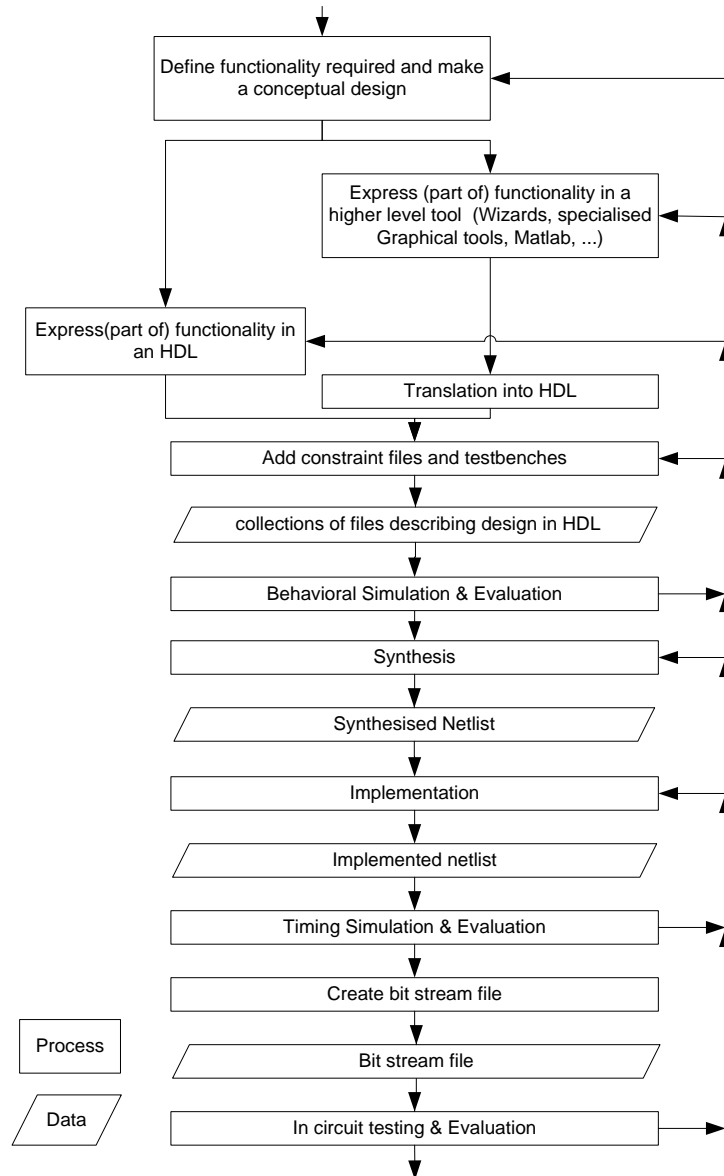 Define functionality required and make
a conceptual design
Express (part of) functionality in a
higher level tool (Wizards, specialised
Graphical tools, Matlab, ...)
Express(part of) functionality in
an HDL
Translation into HDL
Add constraint files and testbenches
collections of files describing design in HDL
Behavioral Simulation & Evaluation
Synthesis
Synthesised Netlist
Implementation
Implemented netlist
Timing Simulation & Evaluation
Create bit stream file
Process
Bit stream file
Data
In circuit testing & Evaluation